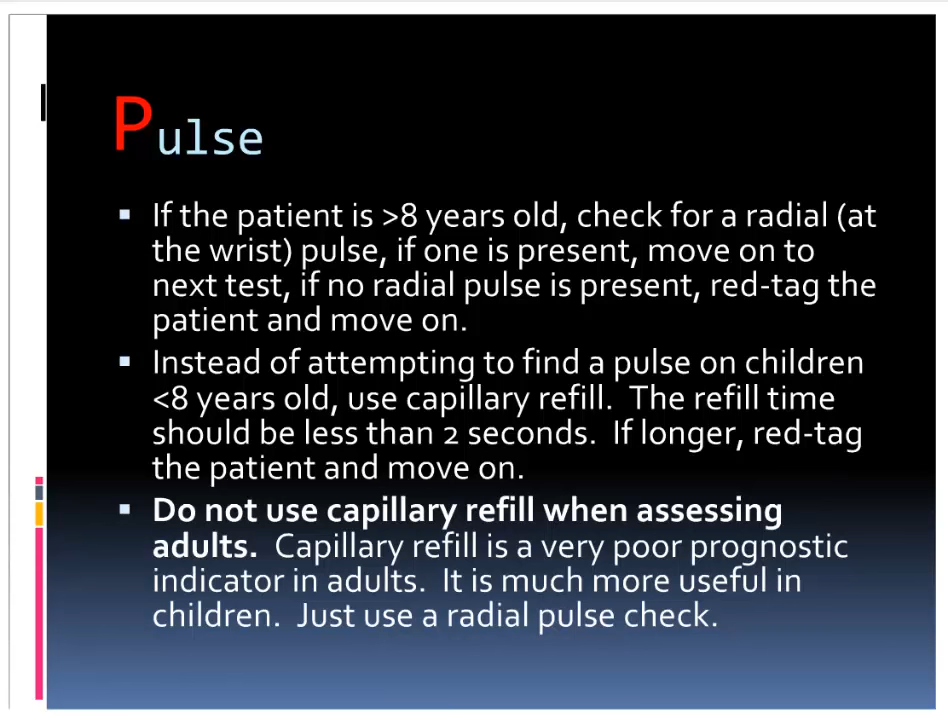 Pulse
▪ If the patient is >8 years old, check for a radial (at
the wrist) pulse, if one is present, move on to
next test, if no radial pulse is present, red-tag the
patient and move on.
▪ Instead of attempting to find a pulse on children
<8 years old, use capillary refill.  The refill time
should be less than 2 seconds.  If longer, red-tag
the patient and move on.
▪ Do not use capillary refill when assessing
adults.  Capillary refill is a very poor prognostic
indicator in adults.  It is much more useful in
children.  Just use a radial pulse check.